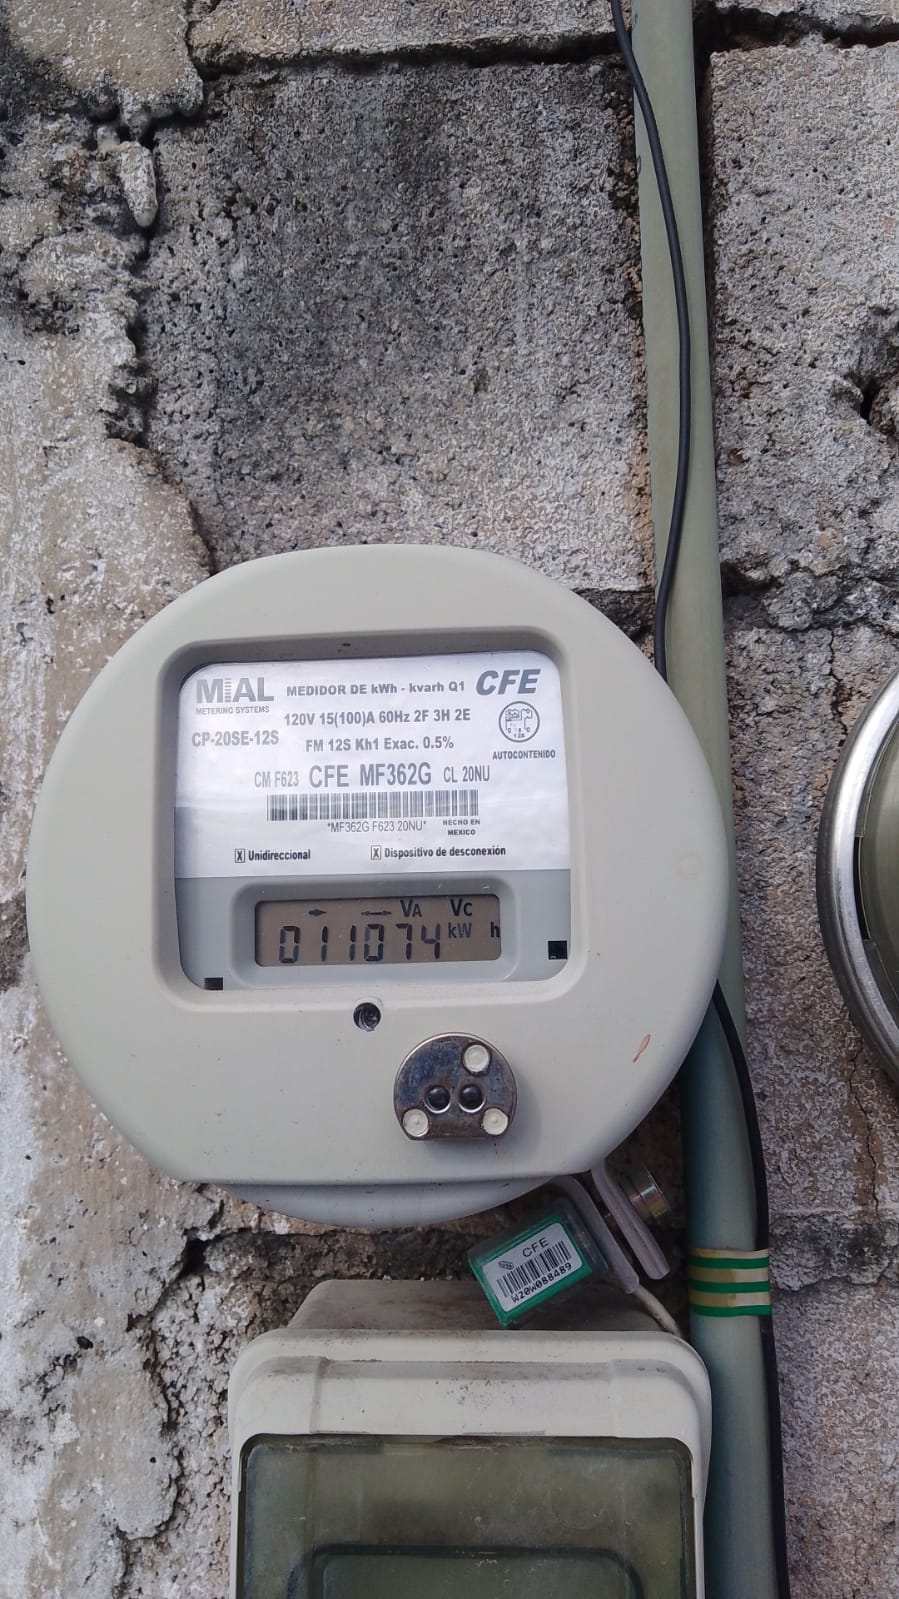 MIAL
METERING SYSTEMS
MEDIDOR DE kWh - kvarh Q1
CFE
120V 15(100)A 60Hz 2F 3H 2E
CP-20SE-12S
FM 12S Kh1 Exac. 0.5%
12S
AUTOCONTENIDO
CM F623 CFE MF362G CL 20NU
*MF362G F623 20NU*
HECHO EN
MEXICO
X Unidireccional
X Dispositivo de desconexión
VA VC
011074 kW h
CFE
W20W088489